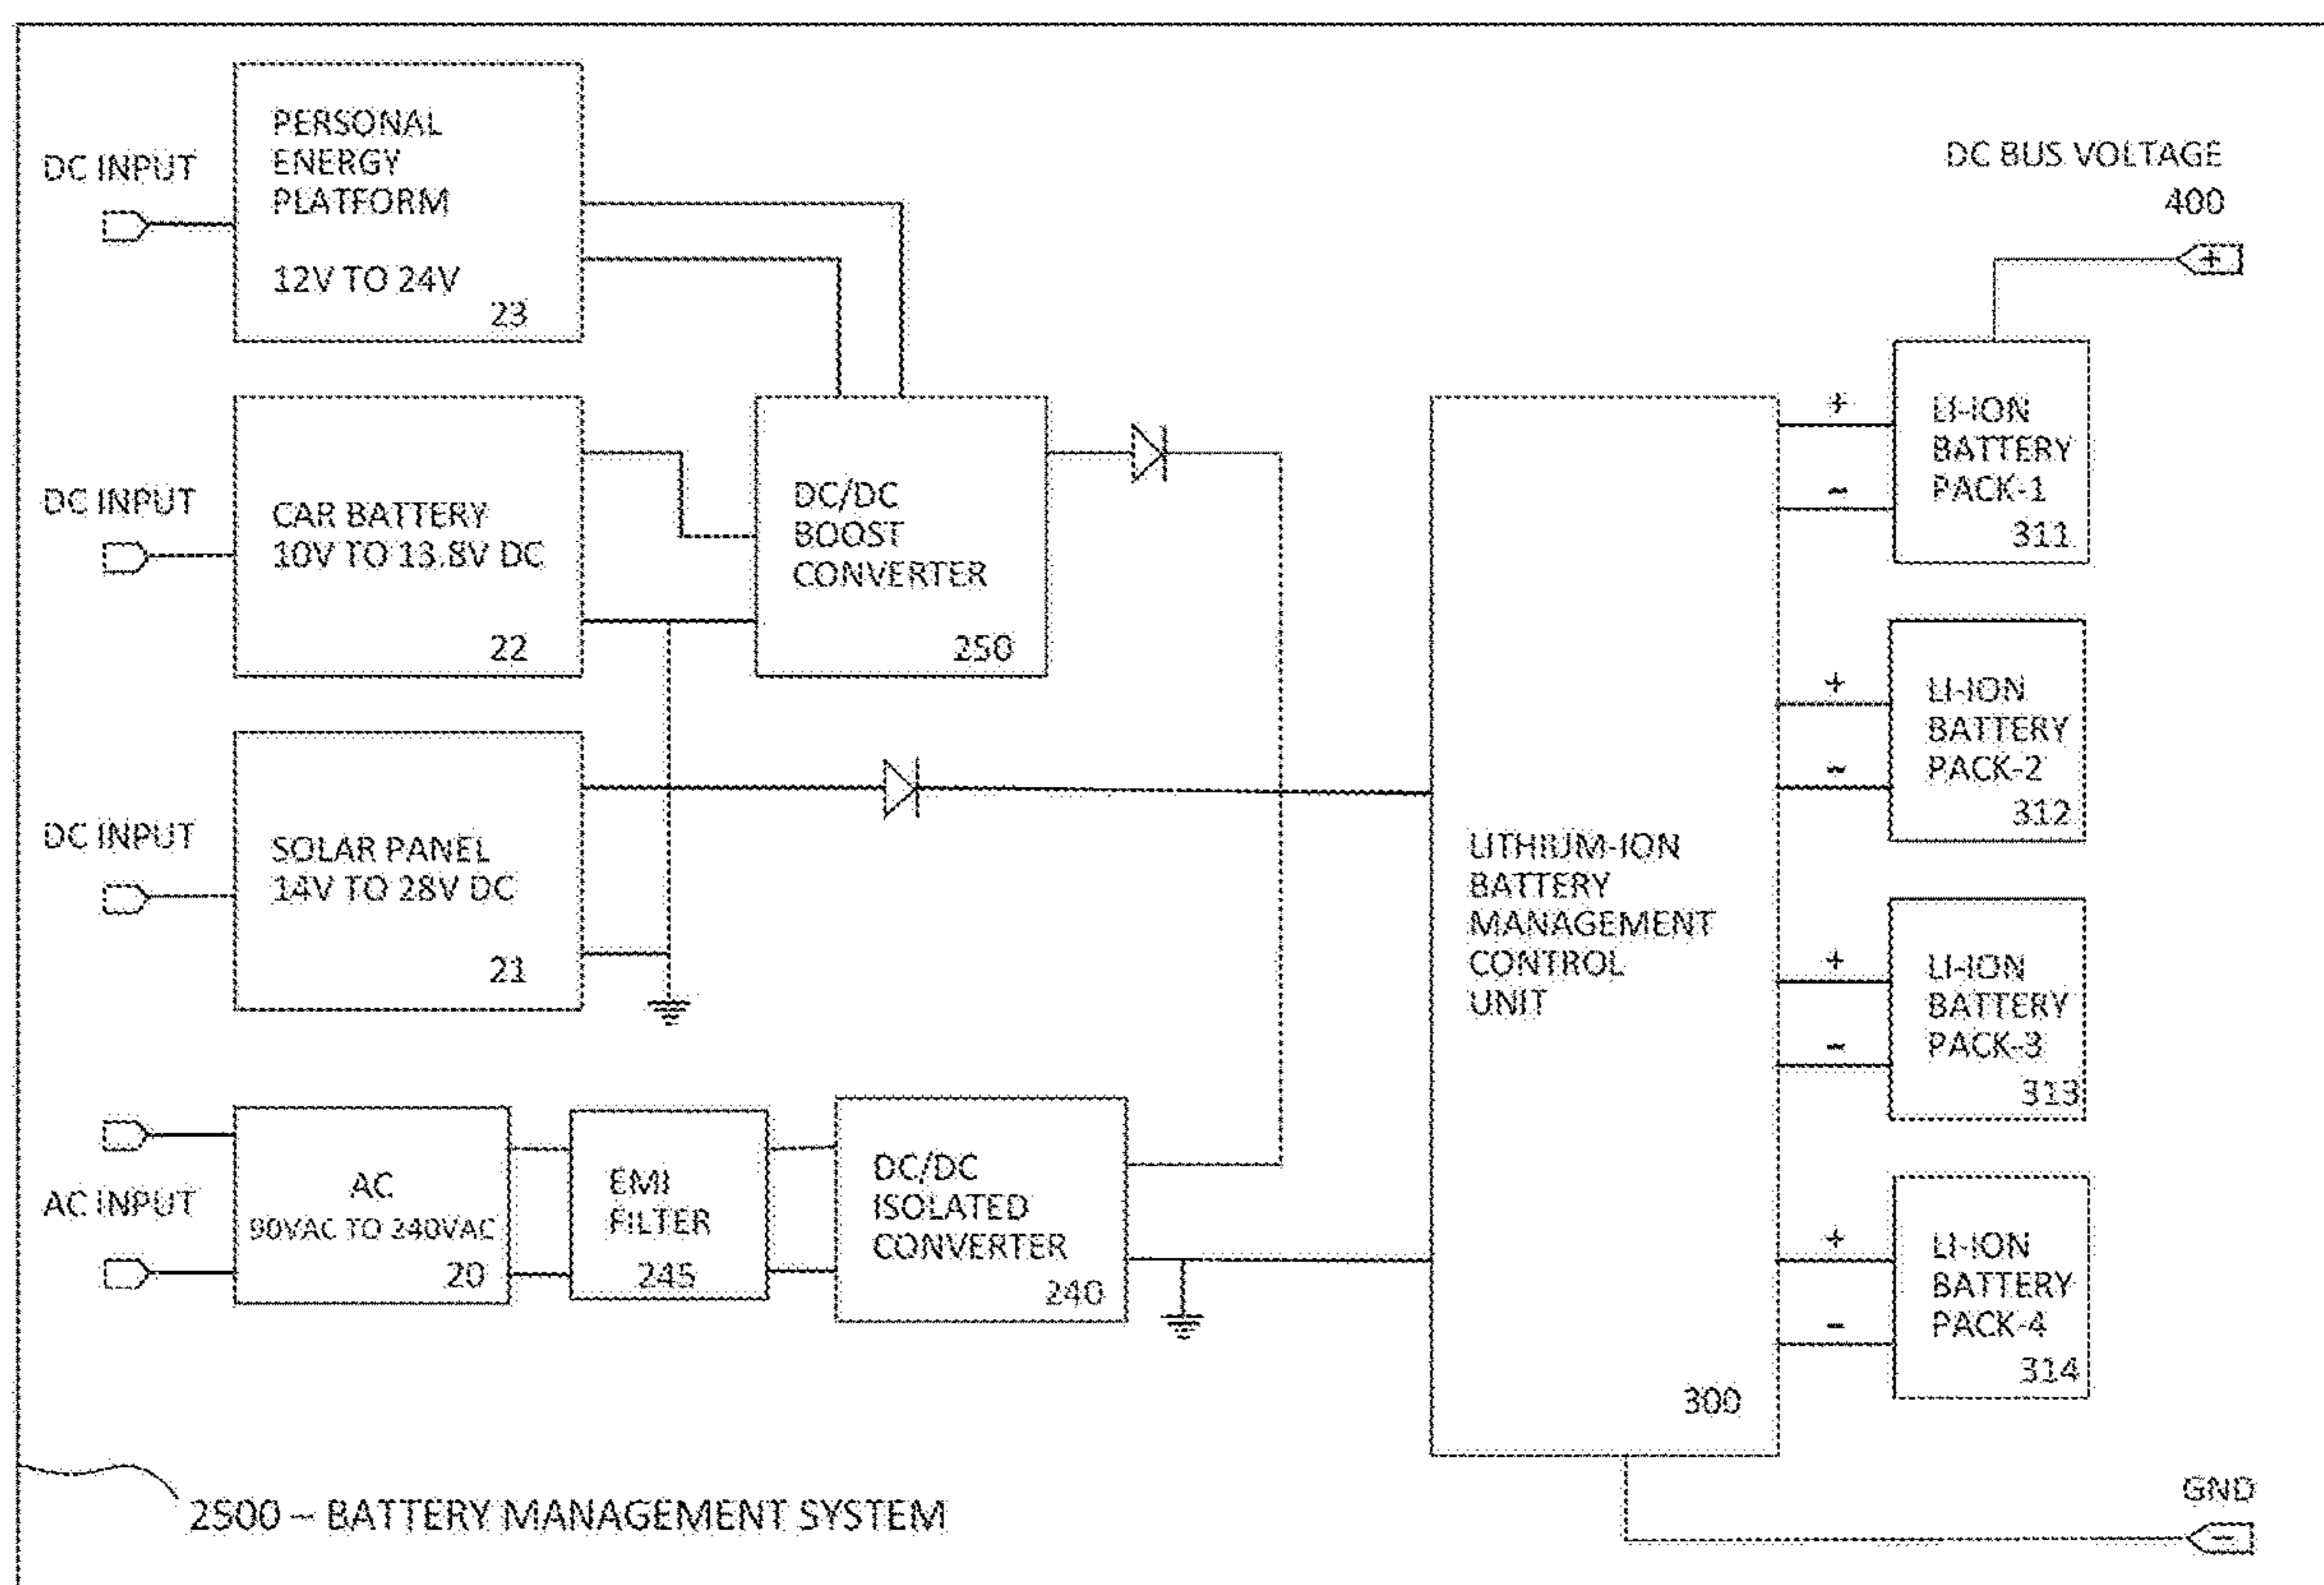 DC INPUT
PERSONAL
ENERGY
PLATFORM
12V TO 24V
23
DC INPUT
CAR BATTERY
10V TO 13.8V DC
22
DC/DC
BOOST
CONVERTER
250
DC INPUT
SOLAR PANEL
14V TO 28V DC
21
AC INPUT
AC
90VAC TO 240VAC
20
EMI
FILTER
245
DC/DC
ISOLATED
CONVERTER
240
LITHIUM-ION
BATTERY
MANAGEMENT
CONTROL
UNIT
300
DC BUS VOLTAGE
400
+
+
-
LI-ION
BATTERY
PACK-1
311
+
-
LI-ION
BATTERY
PACK-2
312
+
-
LI-ION
BATTERY
PACK-3
313
+
-
LI-ION
BATTERY
PACK-4
314
GND
-
2500 – BATTERY MANAGEMENT SYSTEM